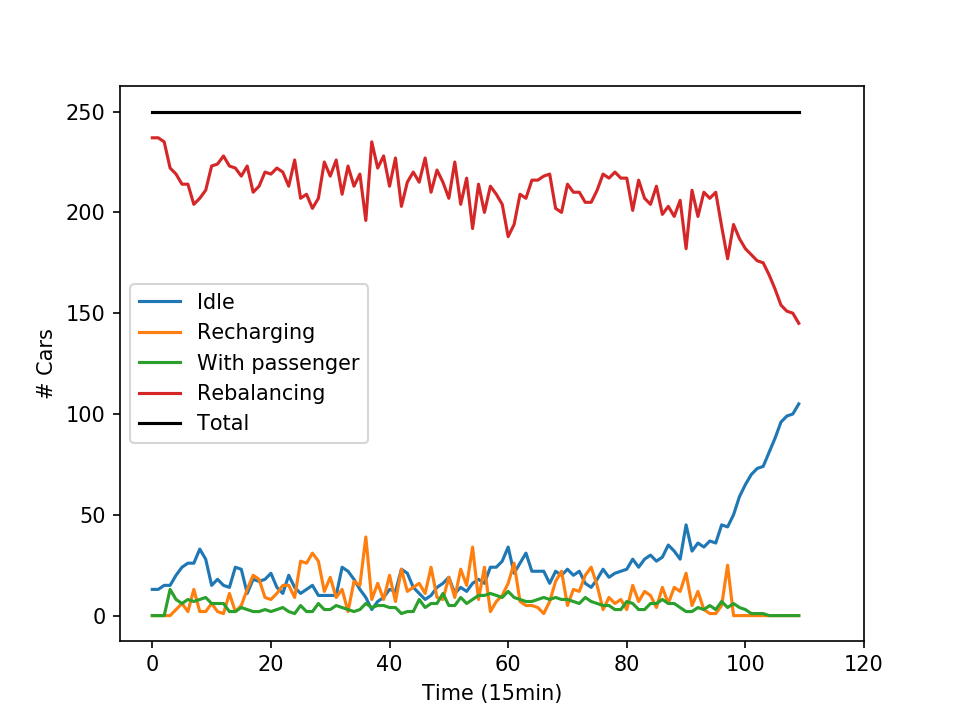 250
200
150
100
50
0
# Cars
Idle
Recharging
With passenger
Rebalancing
Total
0 20 40 60 80 100 120
Time (15min)